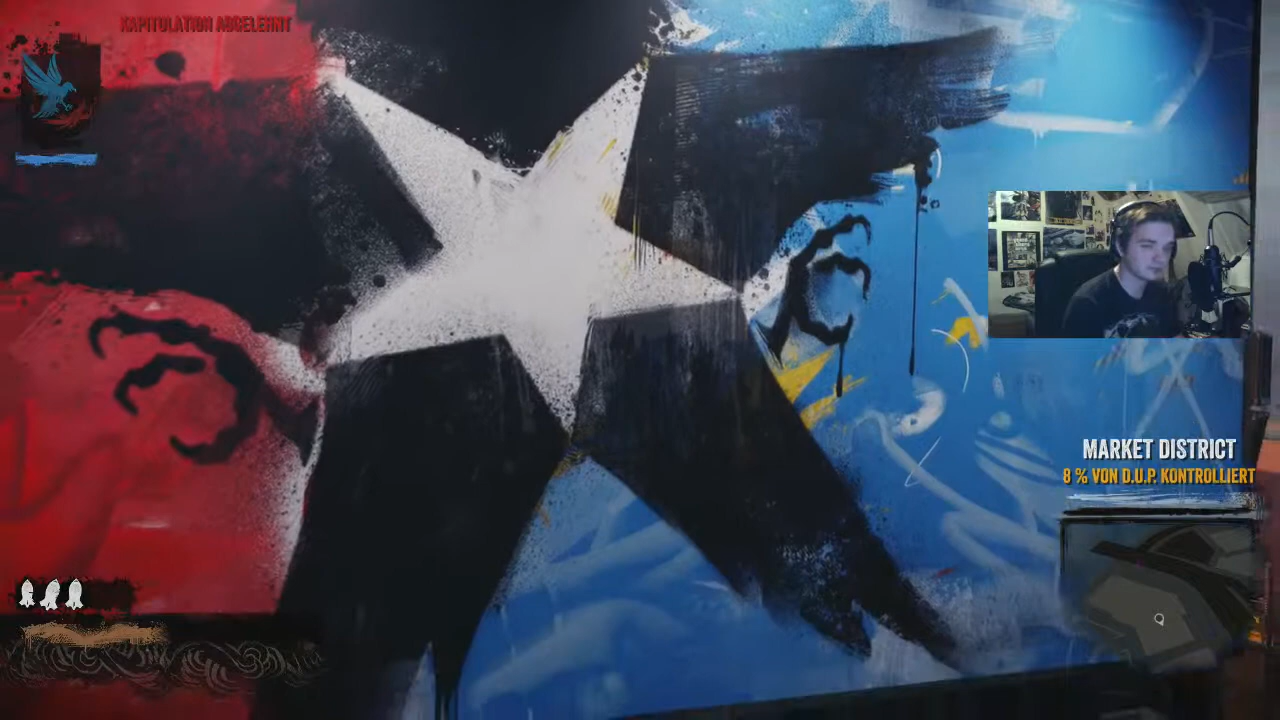 KAPITULATION ABGELEHNT
MARKET DISTRICT
8 % VON D.U.P. KONTROLLIERT